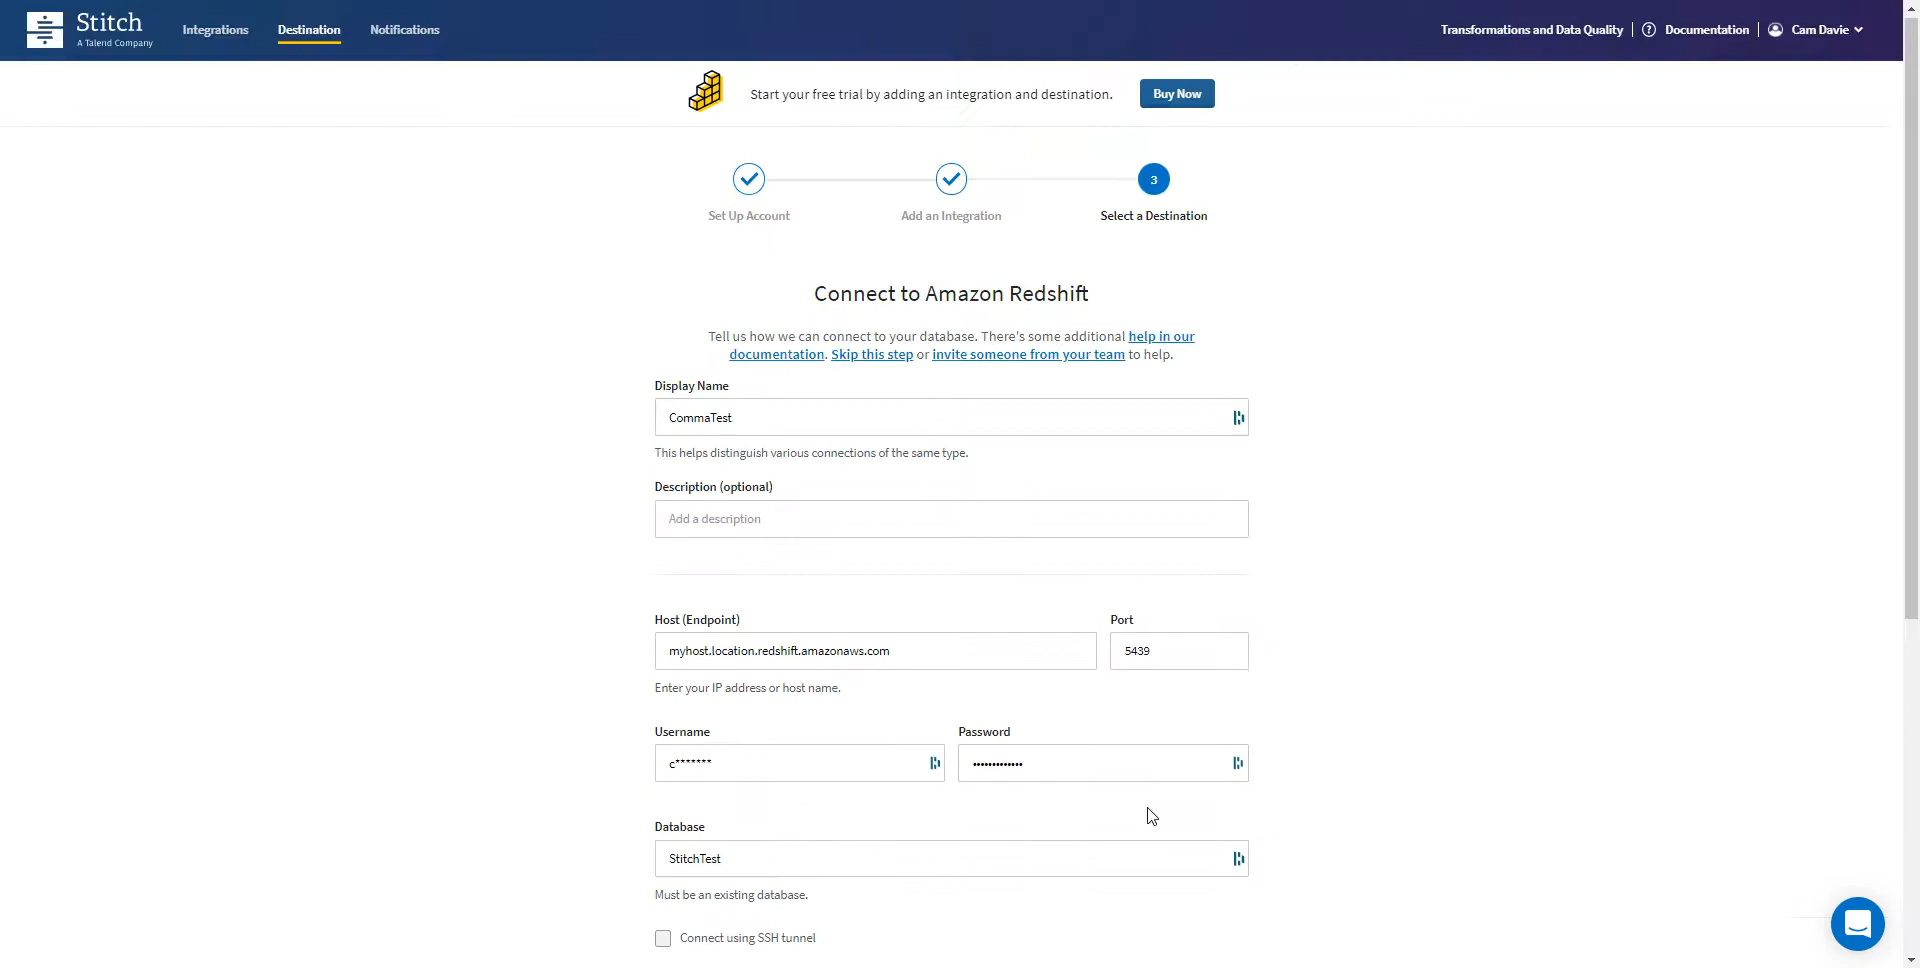 Stitch
A Talend Company
Integrations
Destination
Notifications
Transformations and Data Quality
Documentation
Cam Davie
Start your free trial by adding an integration and destination.
Buy Now
3
Set Up Account
Add an Integration
Select a Destination
Connect to Amazon Redshift
Tell us how we can connect to your database. There's some additional help in our
documentation. Skip this step or invite someone from your team to help.
Display Name
CommaTest
This helps distinguish various connections of the same type.
Description (optional)
Add a description
Host (Endpoint)
Port
myhost.location.redshift.amazonaws.com
5439
Enter your IP address or host name.
Username
Password
c*******
•••••••••••••
Database
StitchTest
Must be an existing database.
Connect using SSH tunnel